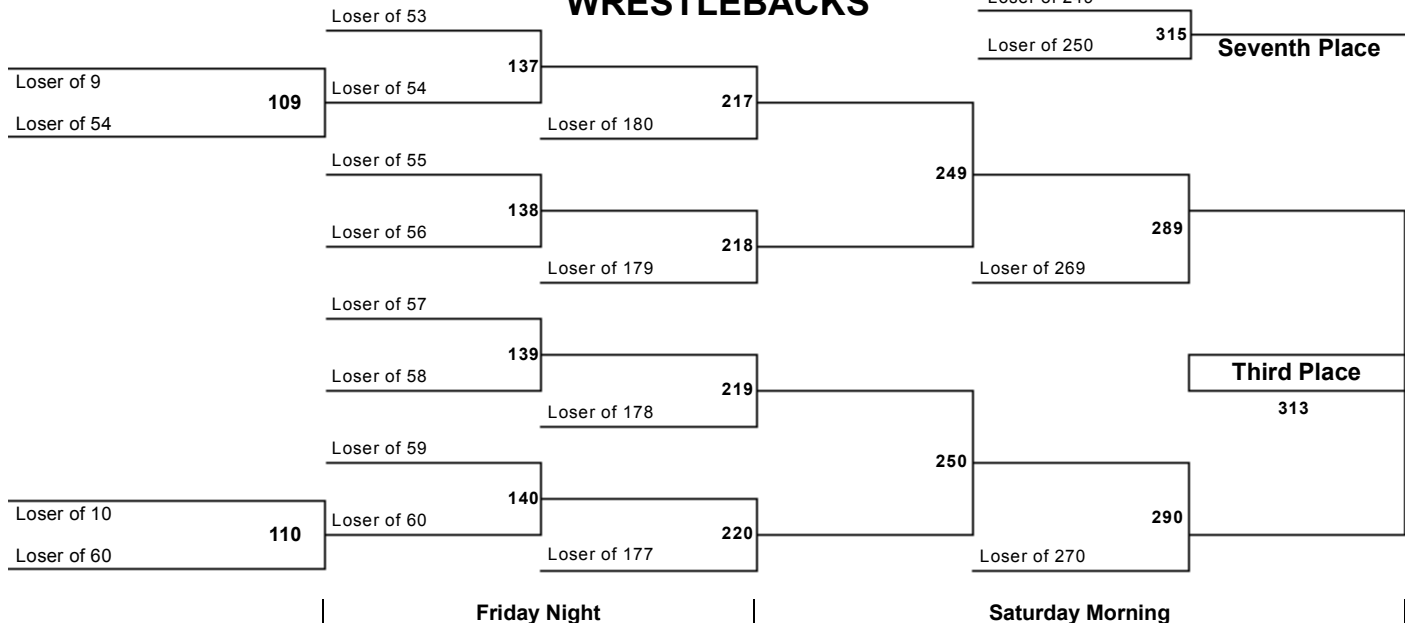 WRESTLEBACKS
Loser of 53
Loser of 250
315
Seventh Place
137
Loser of 9
109
Loser of 54
Loser of 54
217
Loser of 180
Loser of 55
249
138
Loser of 56
218
289
Loser of 179
Loser of 269
Loser of 57
139
Loser of 58
219
Third Place
Loser of 178
313
Loser of 59
250
140
Loser of 10
110
Loser of 60
220
290
Loser of 60
Loser of 177
Loser of 270
Friday Night
Saturday Morning